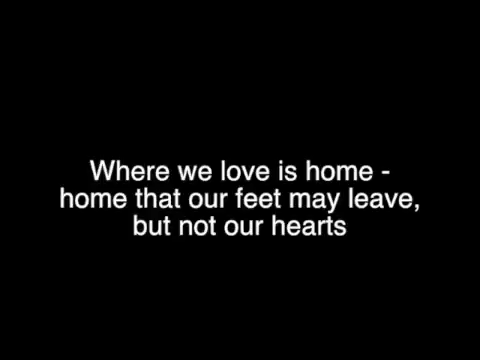 Where we love is home -
home that our feet may leave,
but not our hearts